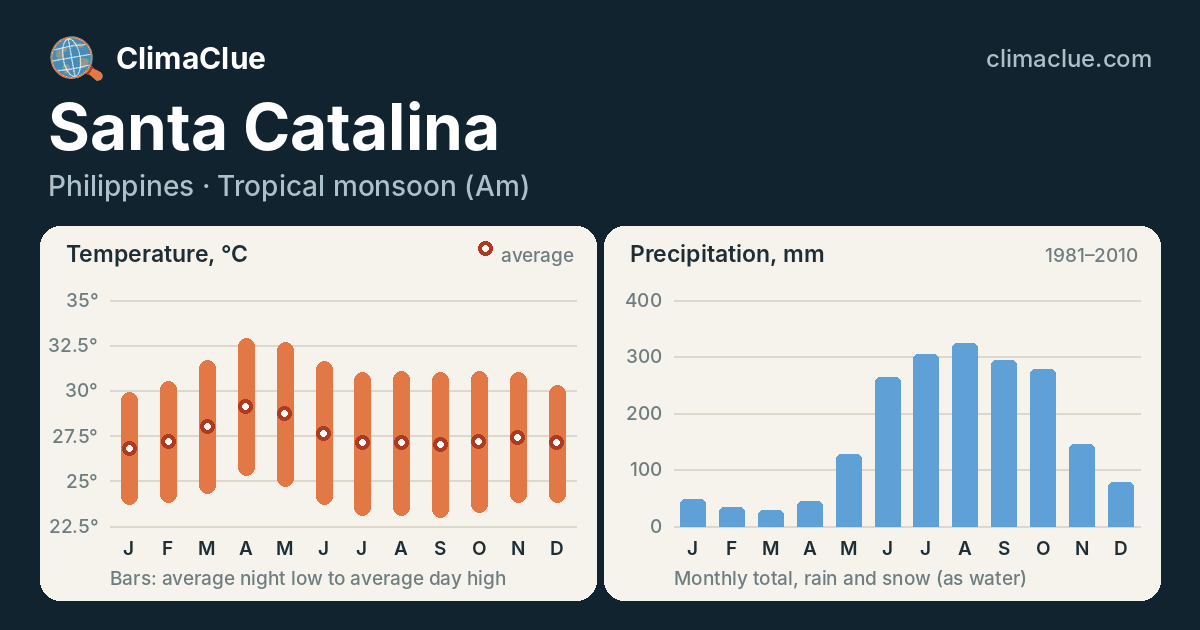 ClimaClue
climaclue.com
Santa Catalina
Philippines · Tropical monsoon (Am)
Temperature, °C
average
35°
32.5°
30°
27.5°
25°
22.5°
J F M A M J J A S O N D
Bars: average night low to average day high
Precipitation, mm
1981–2010
400
300
200
100
0
J F M A M J J A S O N D
Monthly total, rain and snow (as water)